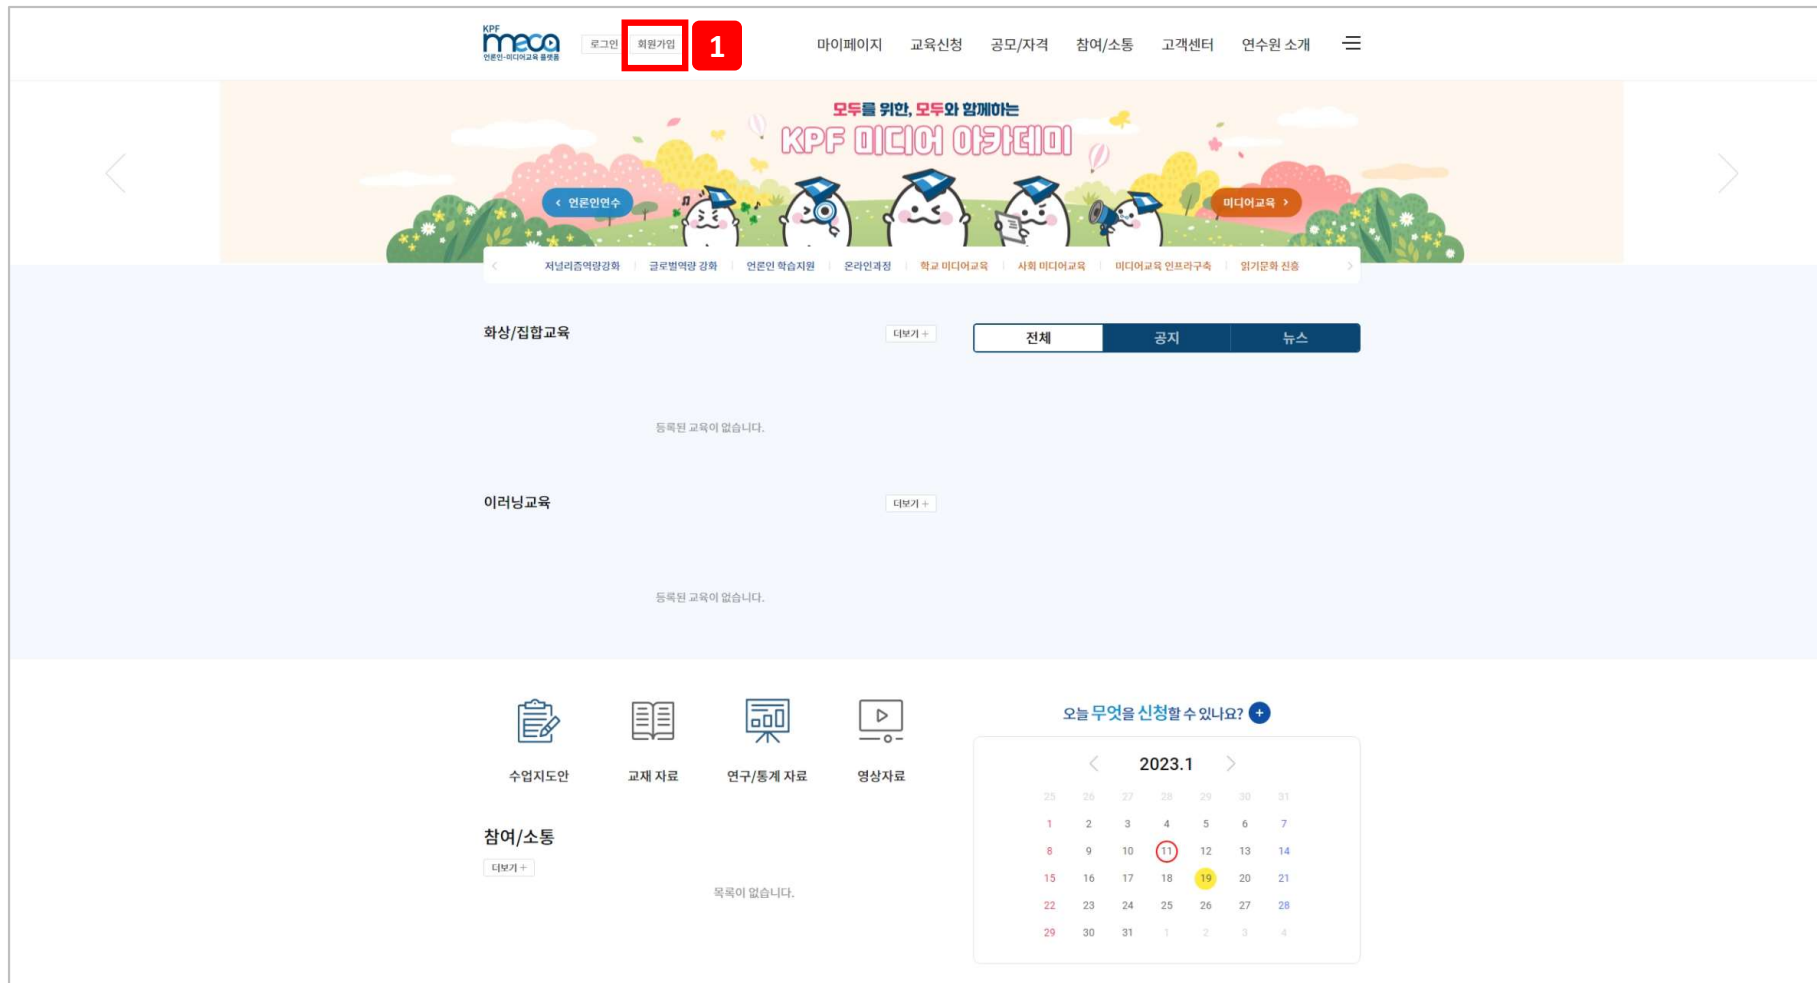 KPF
meca
언론인·미디어교육 플랫폼
로그인 회원가입 1 마이페이지 교육신청 공모/자격 참여/소통 고객센터 연수원 소개
모두를 위한, 모두와 함께하는
KPF 미디어 아카데미
언론인연수
미디어교육
저널리즘역량강화 글로벌역량 강화 언론인 학습지원 온라인과정 학교 미디어교육 사회 미디어교육 미디어교육 인프라구축 읽기문화 진흥
화상/집합교육 더보기 +
전체 공지 뉴스
등록된 교육이 없습니다.
이러닝교육 더보기 +
등록된 교육이 없습니다.
수업지도안 교재 자료 연구/통계 자료 영상자료
참여/소통
더보기 +
목록이 없습니다.
오늘 무엇을 신청할 수 있나요? +
2023.1
25 26 27 28 29 30 31
1 2 3 4 5 6 7
8 9 10 11 12 13 14
15 16 17 18 19 20 21
22 23 24 25 26 27 28
29 30 31 1 2 3 4